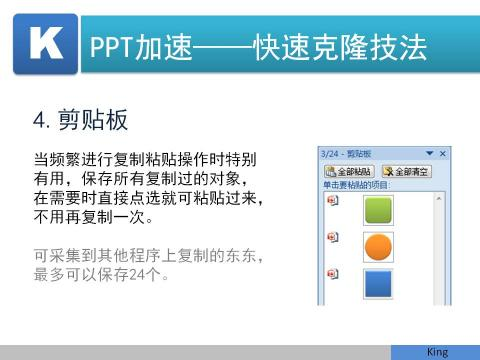 K
PPT加速——快速克隆技法
4. 剪贴板
当频繁进行复制粘贴操作时特别
有用，保存所有复制过的对象，
在需要时直接点选就可粘贴过来，
不用再复制一次。
可采集到其他程序上复制的东东，
最多可以保存24个。
3/24 - 剪贴板
全部粘贴 全部清空
单击要粘贴的项目:
King